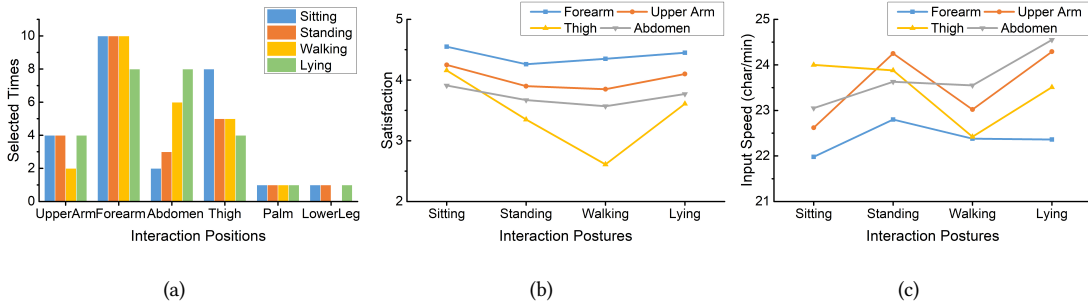 Sitting
Standing
Walking
Lying
10
8
6
4
2
0
Selected Times
UpperArm Forearm Abdomen Thigh Palm LowerLeg
Interaction Positions
(a)
Forearm Upper Arm
Thigh Abdomen
5
4
3
2
Satisfaction
Sitting Standing Walking Lying
Interaction Postures
(b)
Forearm Upper Arm
Thigh Abdomen
25
24
23
22
21
Input Speed (char/min)
Sitting Standing Walking Lying
Interaction Postures
(c)